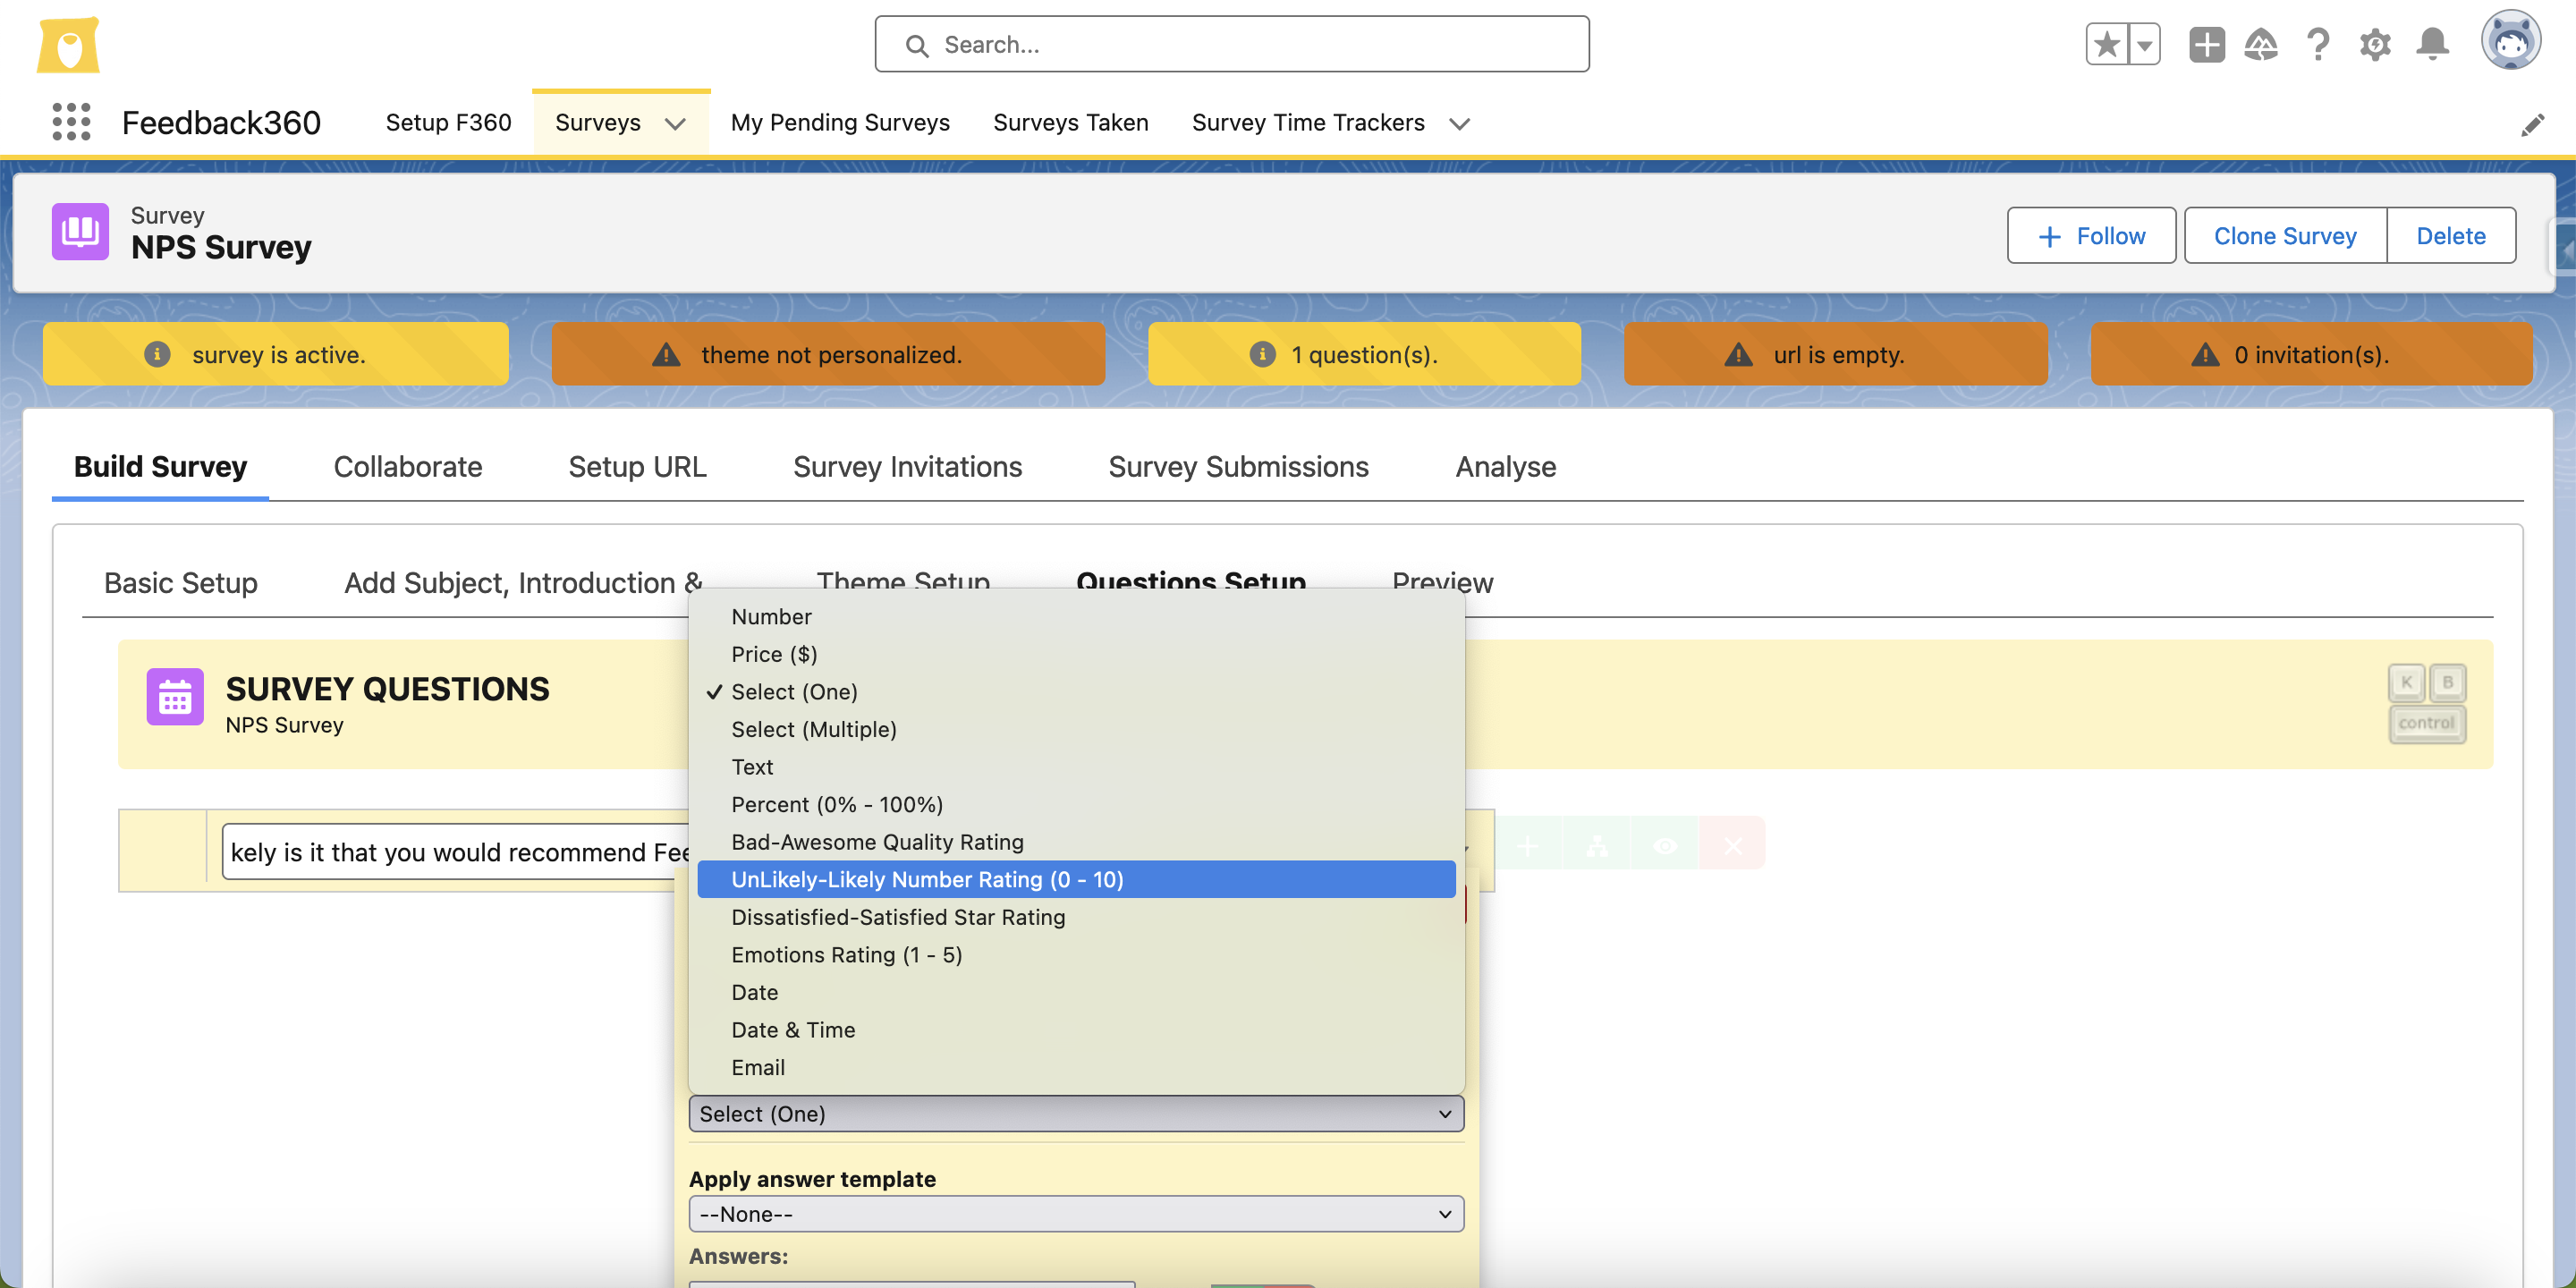 Search...
Feedback360
Setup F360
Surveys
My Pending Surveys
Surveys Taken
Survey Time Trackers
Survey
NPS Survey
Follow
Clone Survey
Delete
survey is active.
theme not personalized.
1 question(s).
url is empty.
0 invitation(s).
Build Survey
Collaborate
Setup URL
Survey Invitations
Survey Submissions
Analyse
Basic Setup
Add Subject, Introduction &
Theme Setup
Questions Setup
Preview
SURVEY QUESTIONS
NPS Survey
K
B
control
Number
Price ($)
Select (One)
Select (Multiple)
Text
Percent (0% - 100%)
Bad-Awesome Quality Rating
UnLikely-Likely Number Rating (0 - 10)
Dissatisfied-Satisfied Star Rating
Emotions Rating (1 - 5)
Date
Date & Time
Email
kely is it that you would recommend Fee
Select (One)
Apply answer template
--None--
Answers: